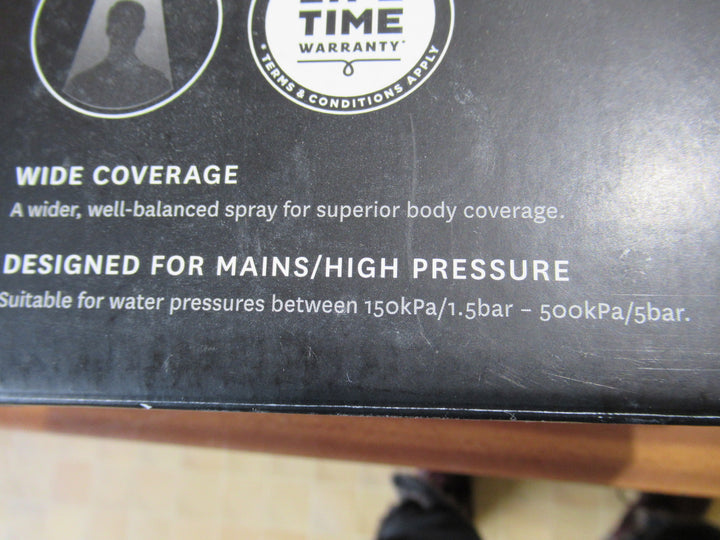 TIME
WARRANTY*
• TERMS & CONDITIONS APPLY
WIDE COVERAGE
A wider, well-balanced spray for superior body coverage.
DESIGNED FOR MAINS/HIGH PRESSURE
Suitable for water pressures between 150kPa/1.5bar – 500kPa/5bar.